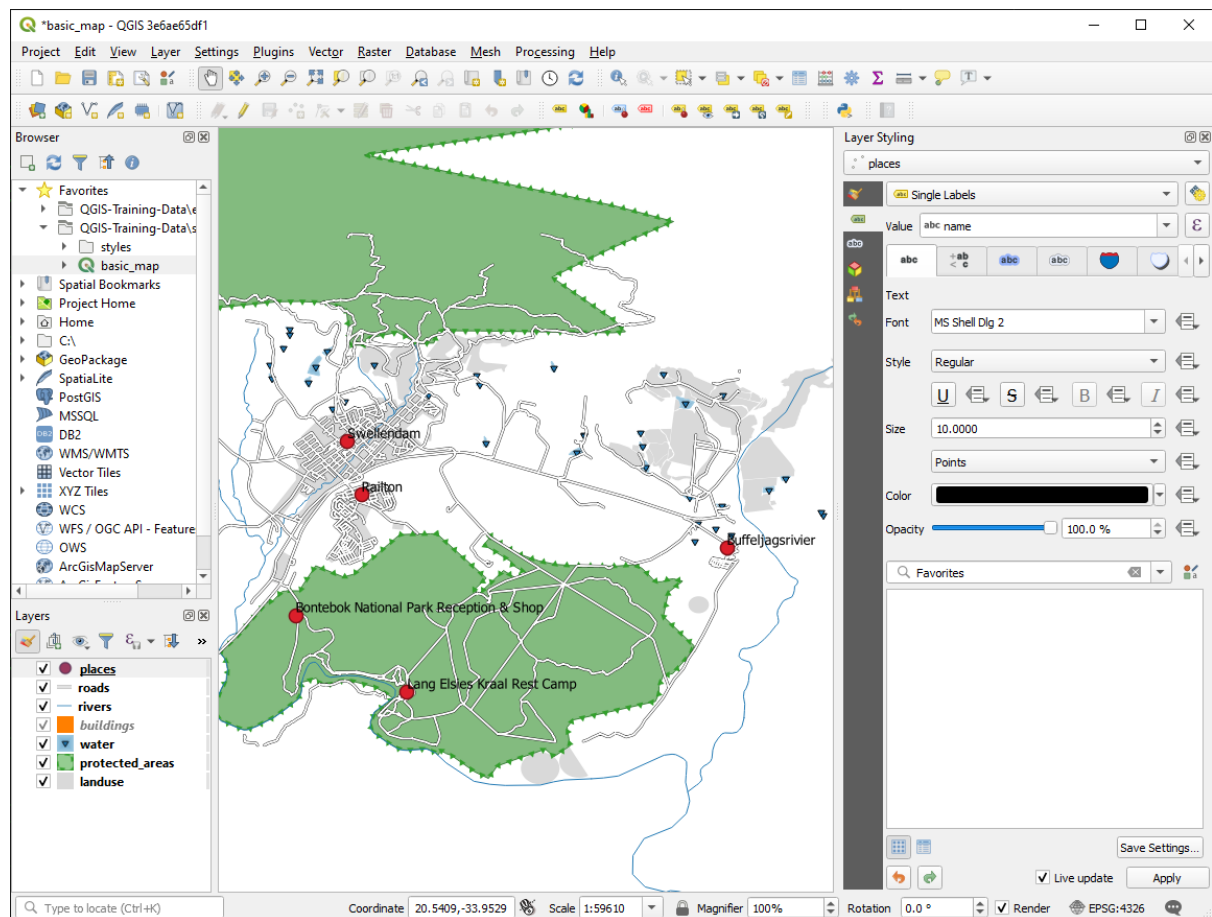 *basic_map - QGIS 3e6ae65df1
Project Edit View Layer Settings Plugins Vector Raster Database Mesh Processing Help
Browser
Favorites
QGIS-Training-Data\e
QGIS-Training-Data\s
styles
basic_map
Spatial Bookmarks
Project Home
Home
C:\
GeoPackage
SpatiaLite
PostGIS
MSSQL
DB2
WMS/WMTS
Vector Tiles
XYZ Tiles
WCS
WFS / OGC API - Feature
OWS
ArcGisMapServer
Layers
places
roads
rivers
buildings
water
protected_areas
landuse
Swellendam
Railton
Buffeljagsrivier
Bontebok National Park Reception & Shop
Lang Elsies Kraal Rest Camp
Layer Styling
places
abc Single Labels
Value abc name ε
abc +ab < c abc abc
Text
Font MS Shell Dlg 2
Style Regular
U S B I
Size 10.0000
Points
Color
Opacity 100.0 %
Favorites
Save Settings...
Live update Apply
Type to locate (Ctrl+K) Coordinate 20.5409,-33.9529 Scale 1:59610 Magnifier 100% Rotation 0.0 ° Render EPSG:4326